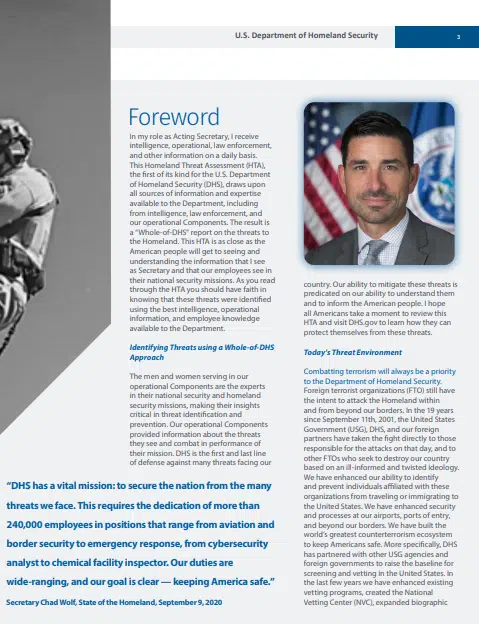 U.S. Department of Homeland Security
3
Foreword
In my role as Acting Secretary, I receive
intelligence, operational, law enforcement,
and other information on a daily basis.
This Homeland Threat Assessment (HTA),
the first of its kind for the U.S. Department
of Homeland Security (DHS), draws upon
all sources of information and expertise
available to the Department, including
from intelligence, law enforcement, and
our operational Components. The result is
a “Whole-of-DHS” report on the threats to
the Homeland. This HTA is as close as the
American people will get to seeing and
understanding the information that I see
as Secretary and that our employees see in
their national security missions. As you read
through the HTA you should have faith in
knowing that these threats were identified
using the best intelligence, operational
information, and employee knowledge
available to the Department.
Identifying Threats using a Whole-of-DHS
Approach
The men and women serving in our
operational Components are the experts
in their national security and homeland
security missions, making their insights
critical in threat identification and
prevention. Our operational Components
provided information about the threats
they see and combat in performance of
their mission. DHS is the first and last line
of defense against many threats facing our
“DHS has a vital mission: to secure the nation from the many
threats we face. This requires the dedication of more than
240,000 employees in positions that range from aviation and
border security to emergency response, from cybersecurity
analyst to chemical facility inspector. Our duties are
wide-ranging, and our goal is clear — keeping America safe.”
Secretary Chad Wolf, State of the Homeland, September 9, 2020
country. Our ability to mitigate these threats is
predicated on our ability to understand them
and to inform the American people. I hope
all Americans take a moment to review this
HTA and visit DHS.gov to learn how they can
protect themselves from these threats.
Today’s Threat Environment
Combatting terrorism will always be a priority
to the Department of Homeland Security.
Foreign terrorist organizations (FTO) still have
the intent to attack the Homeland within
and from beyond our borders. In the 19 years
since September 11th, 2001, the United States
Government (USG), DHS, and our foreign
partners have taken the fight directly to those
responsible for the attacks on that day, and to
other FTOs who seek to destroy our country
based on an ill-informed and twisted ideology.
We have enhanced our ability to identify
and prevent individuals affiliated with these
organizations from traveling or immigrating to
the United States. We have enhanced security
and processes at our airports, ports of entry,
and beyond our borders. We have built the
world’s greatest counterterrorism ecosystem
to keep Americans safe. More specifically, DHS
has partnered with other USG agencies and
foreign governments to raise the baseline for
screening and vetting in the United States. In
the last few years we have enhanced existing
vetting programs, created the National
Vetting Center (NVC), expanded biographic